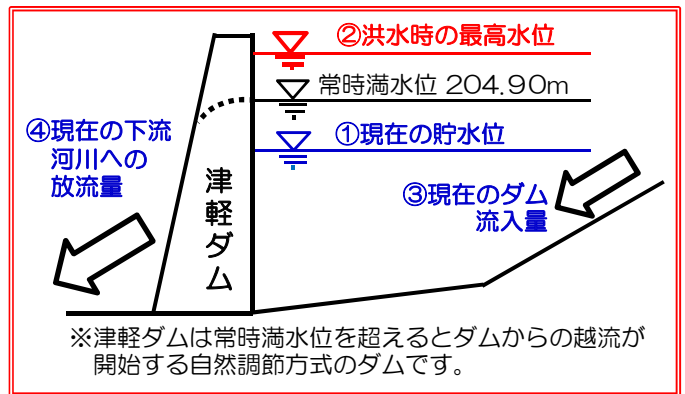 ②洪水時の最高水位
常時満水位 204.90m
④現在の下流
河川への
放流量
①現在の貯水位
津軽ダム
③現在のダム
流入量
※津軽ダムは常時満水位を超えるとダムからの越流が
開始する自然調節方式のダムです。